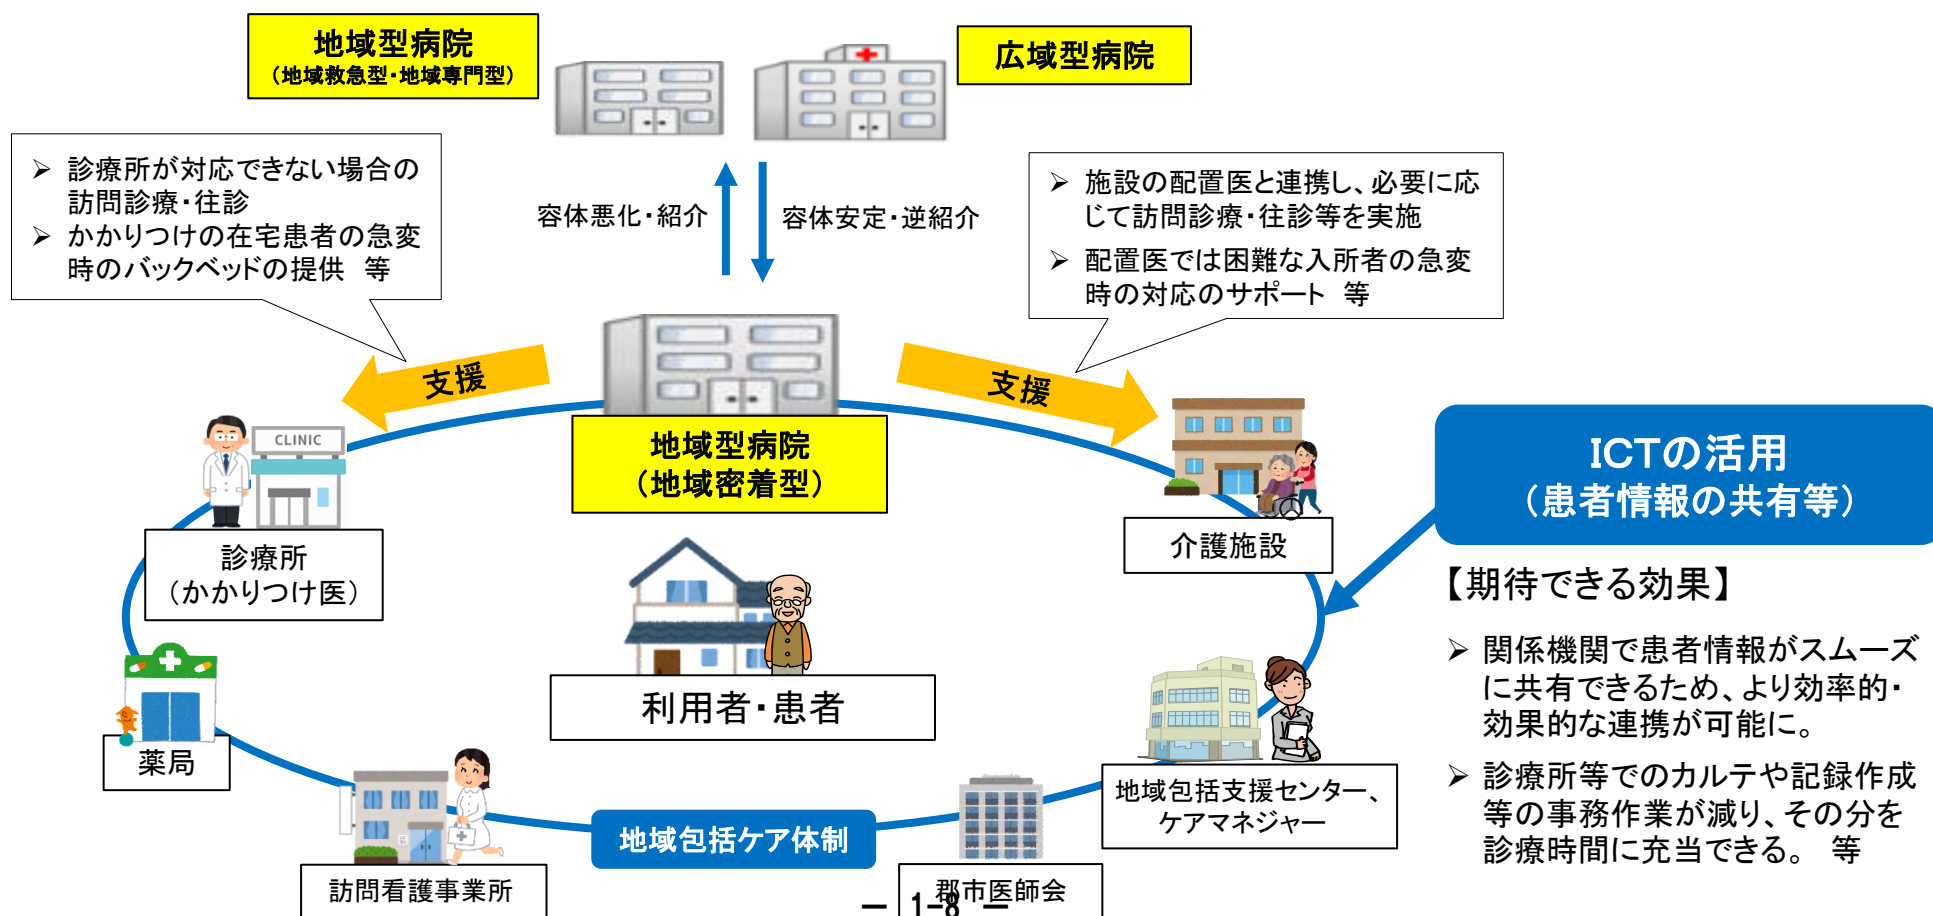 地域型病院
（地域救急型・地域専門型）
広域型病院
➢ 診療所が対応できない場合の
訪問診療・往診
➢ かかりつけの在宅患者の急変
時のバックベッドの提供　等
容体悪化・紹介
容体安定・逆紹介
➢ 施設の配置医と連携し、必要に応
じて訪問診療・往診等を実施
➢ 配置医では困難な入所者の急変
時の対応のサポート　等
支援
支援
CLINIC
地域型病院
（地域密着型）
診療所
（かかりつけ医）
介護施設
ICTの活用
（患者情報の共有等）
【期待できる効果】
➢ 関係機関で患者情報がスムーズ
に共有できるため、より効率的・
効果的な連携が可能に。
➢ 診療所等でのカルテや記録作成
等の事務作業が減り、その分を
診療時間に充当できる。　等
利用者・患者
薬局
地域包括支援センター、
ケアマネジャー
地域包括ケア体制
訪問看護事業所
郡市医師会
― 1-8 ―